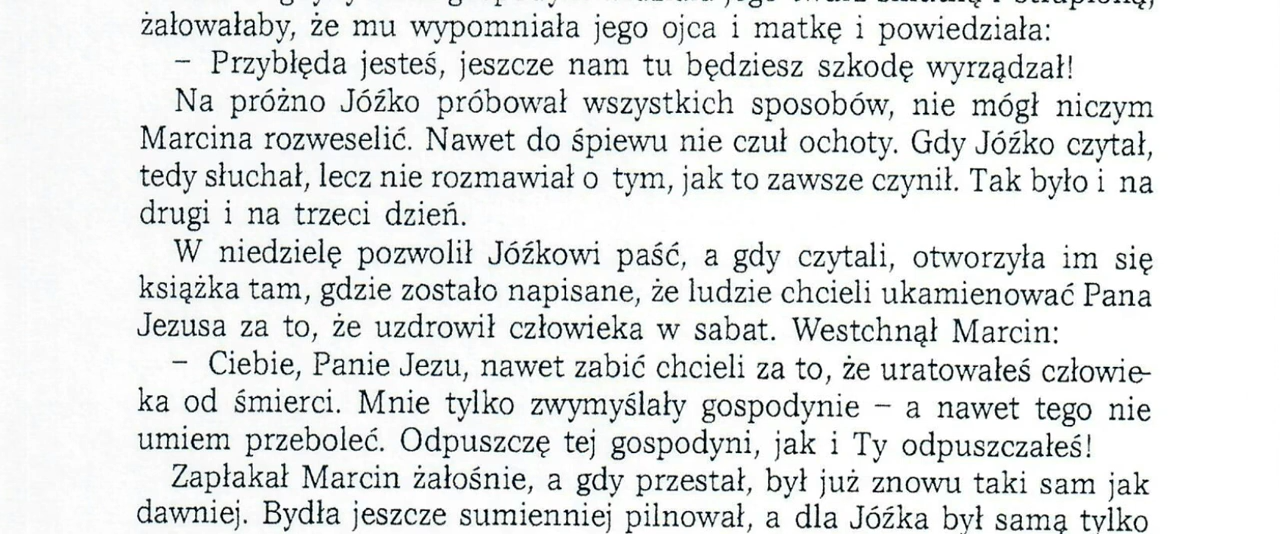 żałowałaby, że mu wypomniała jego ojca i matkę i powiedziała:
– Przybłęda jesteś, jeszcze nam tu będziesz szkodę wyrządzał!
Na próżno Jóźko próbował wszystkich sposobów, nie mógł niczym
Marcina rozweselić. Nawet do śpiewu nie czuł ochoty. Gdy Jóźko czytał,
tedy słuchał, lecz nie rozmawiał o tym, jak to zawsze czynił. Tak było i na
drugi i na trzeci dzień.
W niedzielę pozwolił Jóźkowi paść, a gdy czytali, otworzyła im się
książka tam, gdzie zostało napisane, że ludzie chcieli ukamienować Pana
Jezusa za to, że uzdrowił człowieka w sabat. Westchnął Marcin:
– Ciebie, Panie Jezu, nawet zabić chcieli za to, że uratowałeś człowie-
ka od śmierci. Mnie tylko zwymyślały gospodynie – a nawet tego nie
umiem przeboleć. Odpuszczę tej gospodyni, jak i Ty odpuszczałeś!
Zapłakał Marcin żałośnie, a gdy przestał, był już znowu taki sam jak
dawniej. Bydła jeszcze sumienniej pilnował, a dla Jóźka był samą tylko